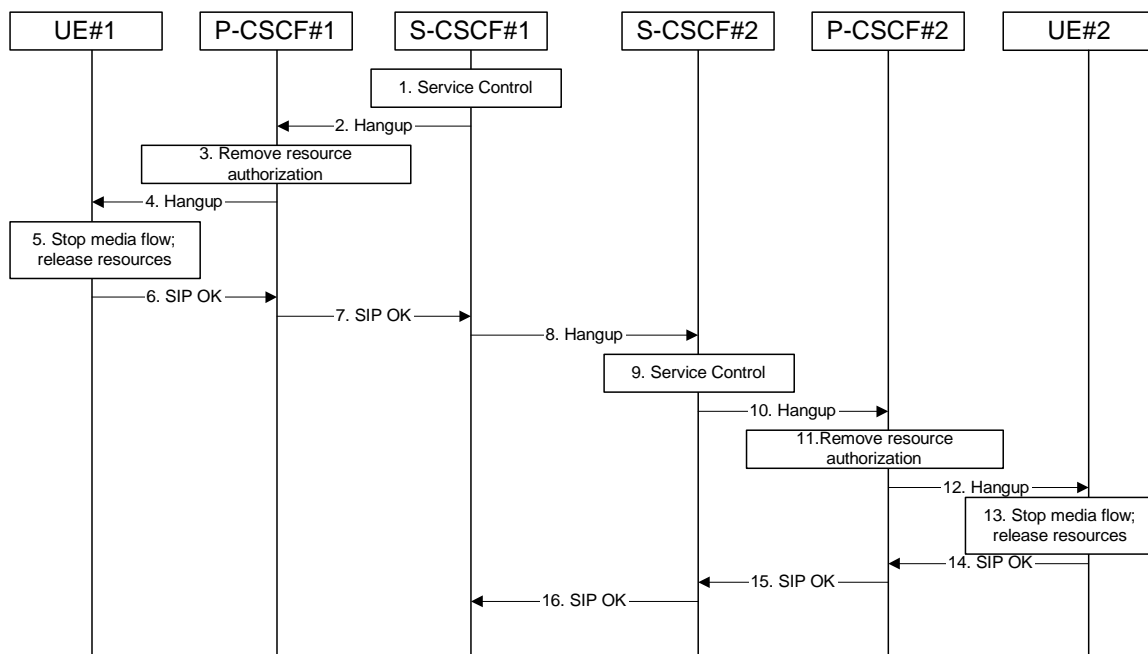 UE#1
P-CSCF#1
S-CSCF#1
S-CSCF#2
P-CSCF#2
UE#2
1. Service Control
2. Hangup
3. Remove resource
authorization
4. Hangup
5. Stop media flow;
release resources
6. SIP OK
7. SIP OK
8. Hangup
9. Service Control
10. Hangup
11.Remove resource
authorization
12. Hangup
13. Stop media flow;
release resources
14. SIP OK
15. SIP OK
16. SIP OK